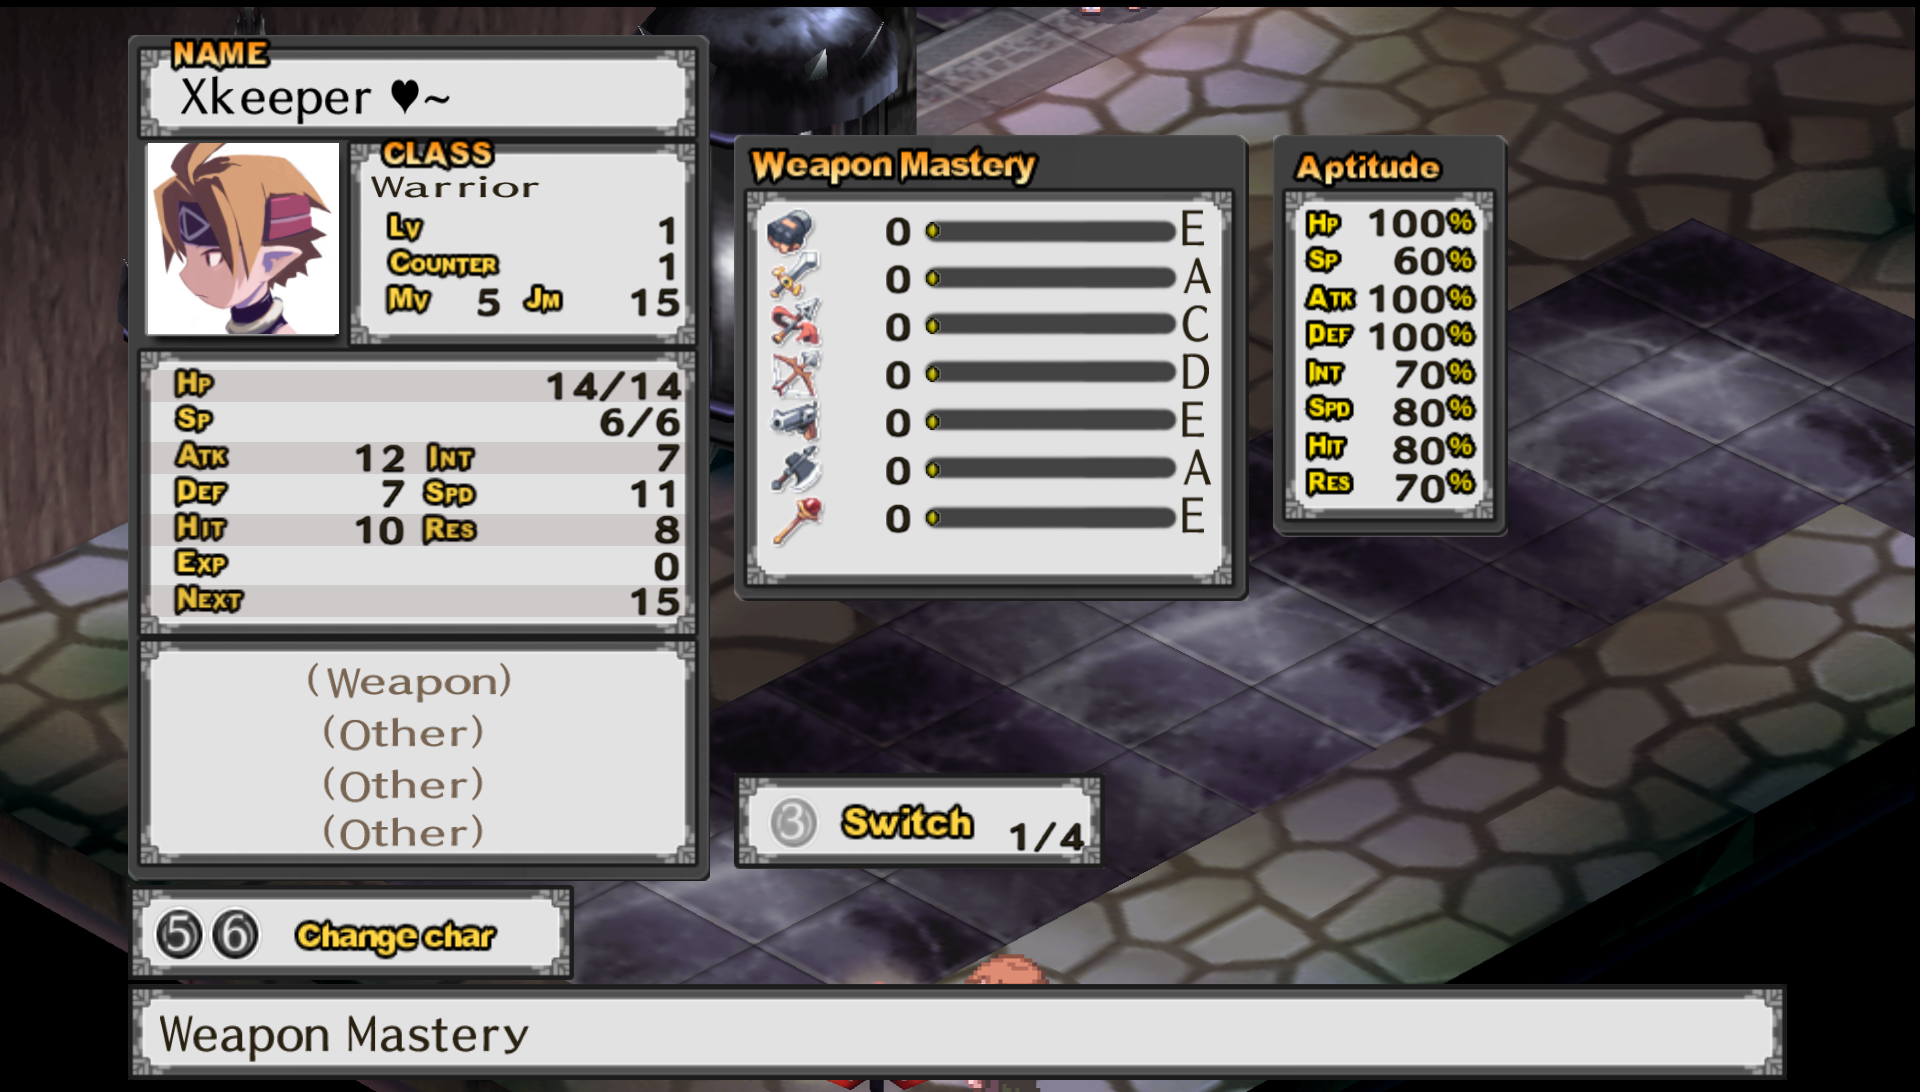 NAME
Xkeeper ♥~
CLASS
Warrior
LV 1
COUNTER 1
MV 5 JM 15
HP 14/14
SP 6/6
ATK 12 INT 7
DEF 7 SPD 11
HIT 10 RES 8
EXP 0
NEXT 15
(Weapon)
(Other)
(Other)
(Other)
5 6 Change char
Weapon Mastery
0 E
0 A
0 C
0 D
0 E
0 A
0 E
Aptitude
HP 100%
SP 60%
ATK 100%
DEF 100%
INT 70%
SPD 80%
HIT 80%
RES 70%
3 Switch 1/4
Weapon Mastery